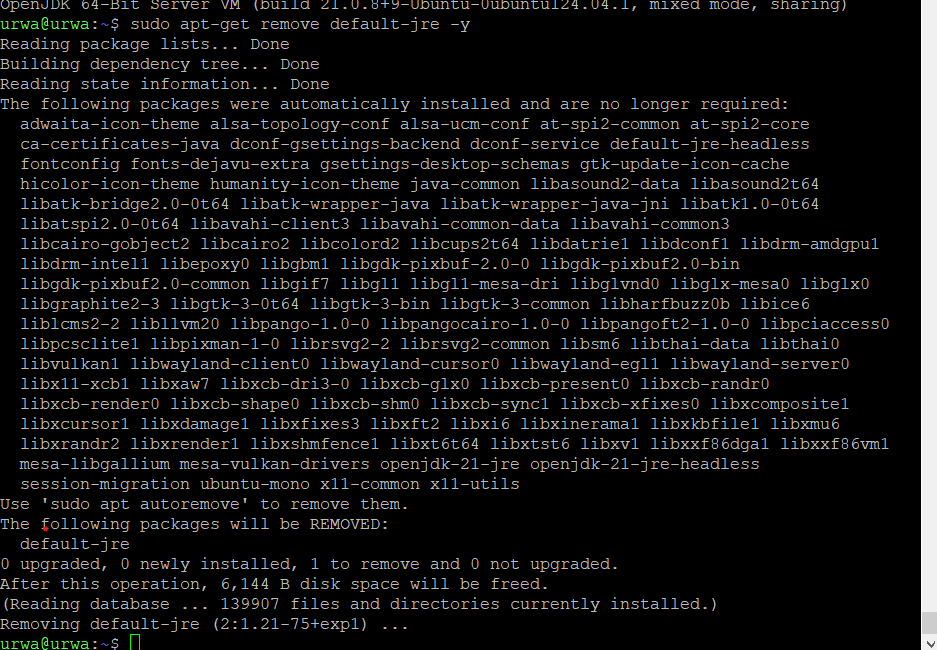 OpenJDK 64-Bit Server VM (build 21.0.8+9-Ubuntu-0ubuntu124.04.1, mixed mode, sharing)
urwa@urwa:~$ sudo apt-get remove default-jre -y
Reading package lists... Done
Building dependency tree... Done
Reading state information... Done
The following packages were automatically installed and are no longer required:
  adwaita-icon-theme alsa-topology-conf alsa-ucm-conf at-spi2-common at-spi2-core
  ca-certificates-java dconf-gsettings-backend dconf-service default-jre-headless
  fontconfig fonts-dejavu-extra gsettings-desktop-schemas gtk-update-icon-cache
  hicolor-icon-theme humanity-icon-theme java-common libasound2-data libasound2t64
  libatk-bridge2.0-0t64 libatk-wrapper-java libatk-wrapper-java-jni libatk1.0-0t64
  libatspi2.0-0t64 libavahi-client3 libavahi-common-data libavahi-common3
  libcairo-gobject2 libcairo2 libcolord2 libcups2t64 libdatrie1 libdconf1 libdrm-amdgpu1
  libdrm-intel1 libepoxy0 libgbm1 libgdk-pixbuf-2.0-0 libgdk-pixbuf2.0-bin
  libgdk-pixbuf2.0-common libgif7 libgl1 libgl1-mesa-dri libglvnd0 libglx-mesa0 libglx0
  libgraphite2-3 libgtk-3-0t64 libgtk-3-bin libgtk-3-common libharfbuzz0b libice6
  liblcms2-2 libllvm20 libpango-1.0-0 libpangocairo-1.0-0 libpangoft2-1.0-0 libpciaccess0
  libpcsclite1 libpixman-1-0 librsvg2-2 librsvg2-common libsm6 libthai-data libthai0
  libvulkan1 libwayland-client0 libwayland-cursor0 libwayland-egl1 libwayland-server0
  libx11-xcb1 libxaw7 libxcb-dri3-0 libxcb-glx0 libxcb-present0 libxcb-randr0
  libxcb-render0 libxcb-shape0 libxcb-shm0 libxcb-sync1 libxcb-xfixes0 libxcomposite1
  libxcursor1 libxdamage1 libxfixes3 libxft2 libxi6 libxinerama1 libxkbfile1 libxmu6
  libxrandr2 libxrender1 libxshmfence1 libxt6t64 libxtst6 libxv1 libxxf86dga1 libxxf86vm1
  mesa-libgallium mesa-vulkan-drivers openjdk-21-jre openjdk-21-jre-headless
  session-migration ubuntu-mono x11-common x11-utils
Use 'sudo apt autoremove' to remove them.
The following packages will be REMOVED:
  default-jre
0 upgraded, 0 newly installed, 1 to remove and 0 not upgraded.
After this operation, 6,144 B disk space will be freed.
(Reading database ... 139907 files and directories currently installed.)
Removing default-jre (2:1.21-75+exp1) ...
urwa@urwa:~$